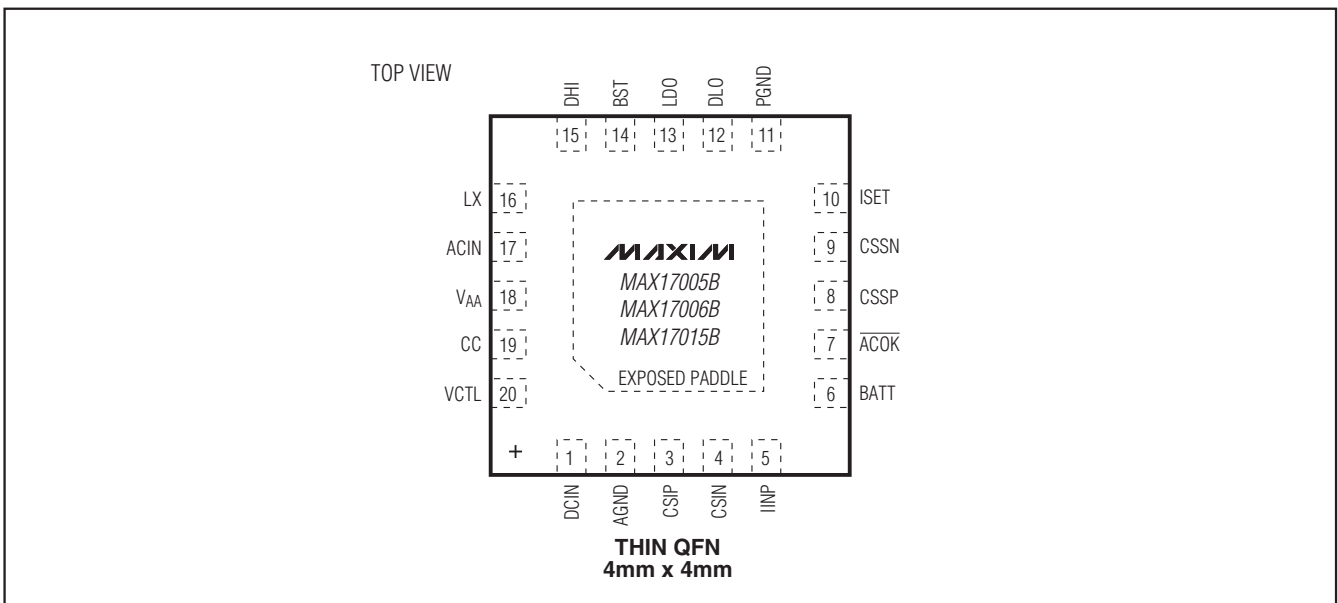 TOP VIEW
DHI BST LDO DLO PGND
15 14 13 12 11
LX 16 10 ISET
ACIN 17 9 CSSN
VAA 18 8 CSSP
CC 19 7 ACOK
VCTL 20 6 BATT
MAXIM
MAX17005B
MAX17006B
MAX17015B
EXPOSED PADDLE
+ 1 2 3 4 5
DCIN AGND CSIP CSIN IINP
THIN QFN
4mm x 4mm